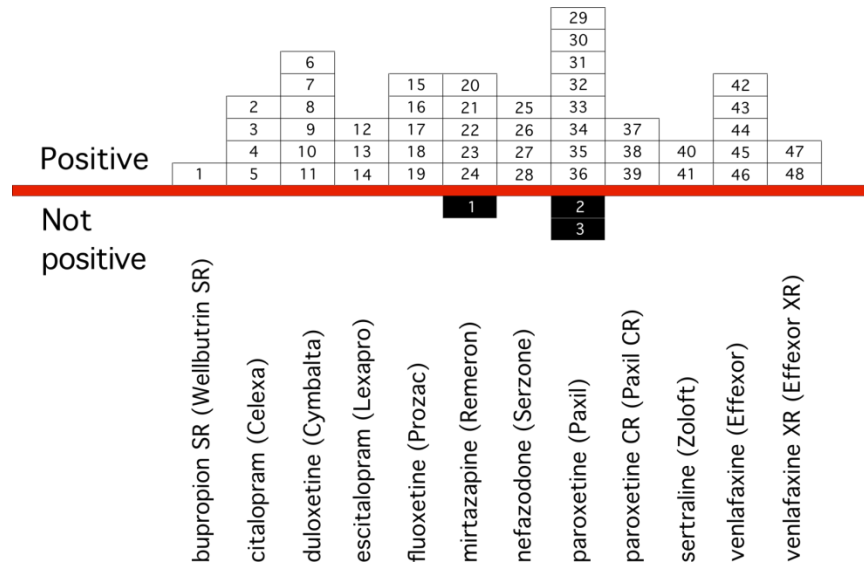 29
30
6 31
7 15 20 32 42
2 8 16 21 25 33 43
3 9 12 17 22 26 34 37 44
4 10 13 18 23 27 35 38 40 45 47
Positive 1 5 11 14 19 24 28 36 39 41 46 48
Not 1 2
3
positive
bupropion SR (Wellbutrin SR)
citalopram (Celexa)
duloxetine (Cymbalta)
escitalopram (Lexapro)
fluoxetine (Prozac)
mirtazapine (Remeron)
nefazodone (Serzone)
paroxetine (Paxil)
paroxetine CR (Paxil CR)
sertraline (Zoloft)
venlafaxine (Effexor)
venlafaxine XR (Effexor XR)